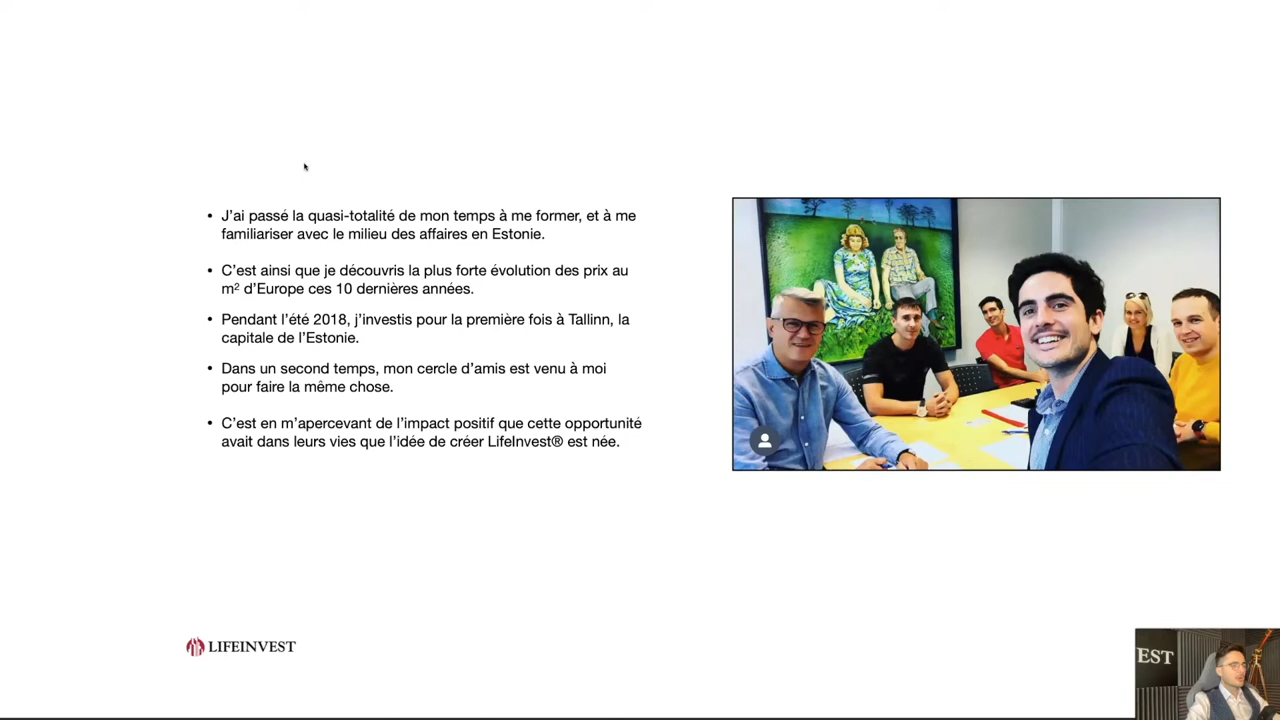 • J’ai passé la quasi-totalité de mon temps à me former, et à me
familiariser avec le milieu des affaires en Estonie.
• C’est ainsi que je découvris la plus forte évolution des prix au
m² d’Europe ces 10 dernières années.
• Pendant l’été 2018, j’investis pour la première fois à Tallinn, la
capitale de l’Estonie.
• Dans un second temps, mon cercle d’amis est venu à moi
pour faire la même chose.
• C’est en m’apercevant de l’impact positif que cette opportunité
avait dans leurs vies que l’idée de créer LifeInvest® est née.
LIFEINVEST
EST